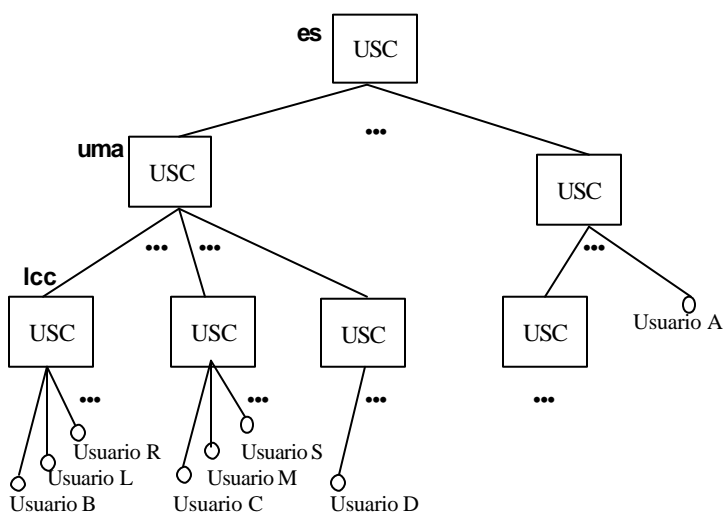 es
USC
•••
uma
USC
USC
••• •••
•••
lcc
USC
USC
USC
USC
Usuario A
•••
•••
•••
•••
Usuario R
Usuario S
Usuario L
Usuario M
Usuario B
Usuario C
Usuario D